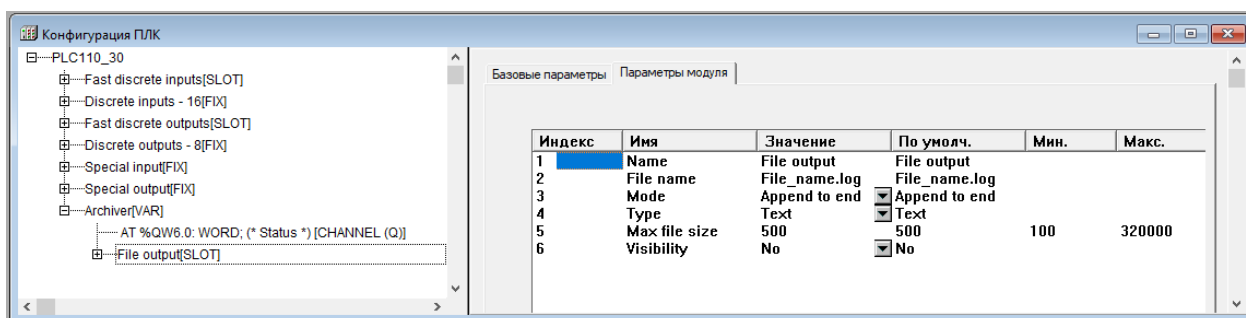 Конфигурация ПЛК
PLC110_30
Fast discrete inputs[SLOT]
Discrete inputs - 16[FIX]
Fast discrete outputs[SLOT]
Discrete outputs - 8[FIX]
Special input[FIX]
Special output[FIX]
Archiver[VAR]
AT %QW6.0: WORD; (* Status *) [CHANNEL (Q)]
File output[SLOT]
Базовые параметры Параметры модуля
Индекс Имя Значение По умолч. Мин. Макс.
1 Name File output File output
2 File name File_name.log File_name.log
3 Mode Append to end Append to end
4 Type Text Text
5 Max file size 500 500 100 320000
6 Visibility No No